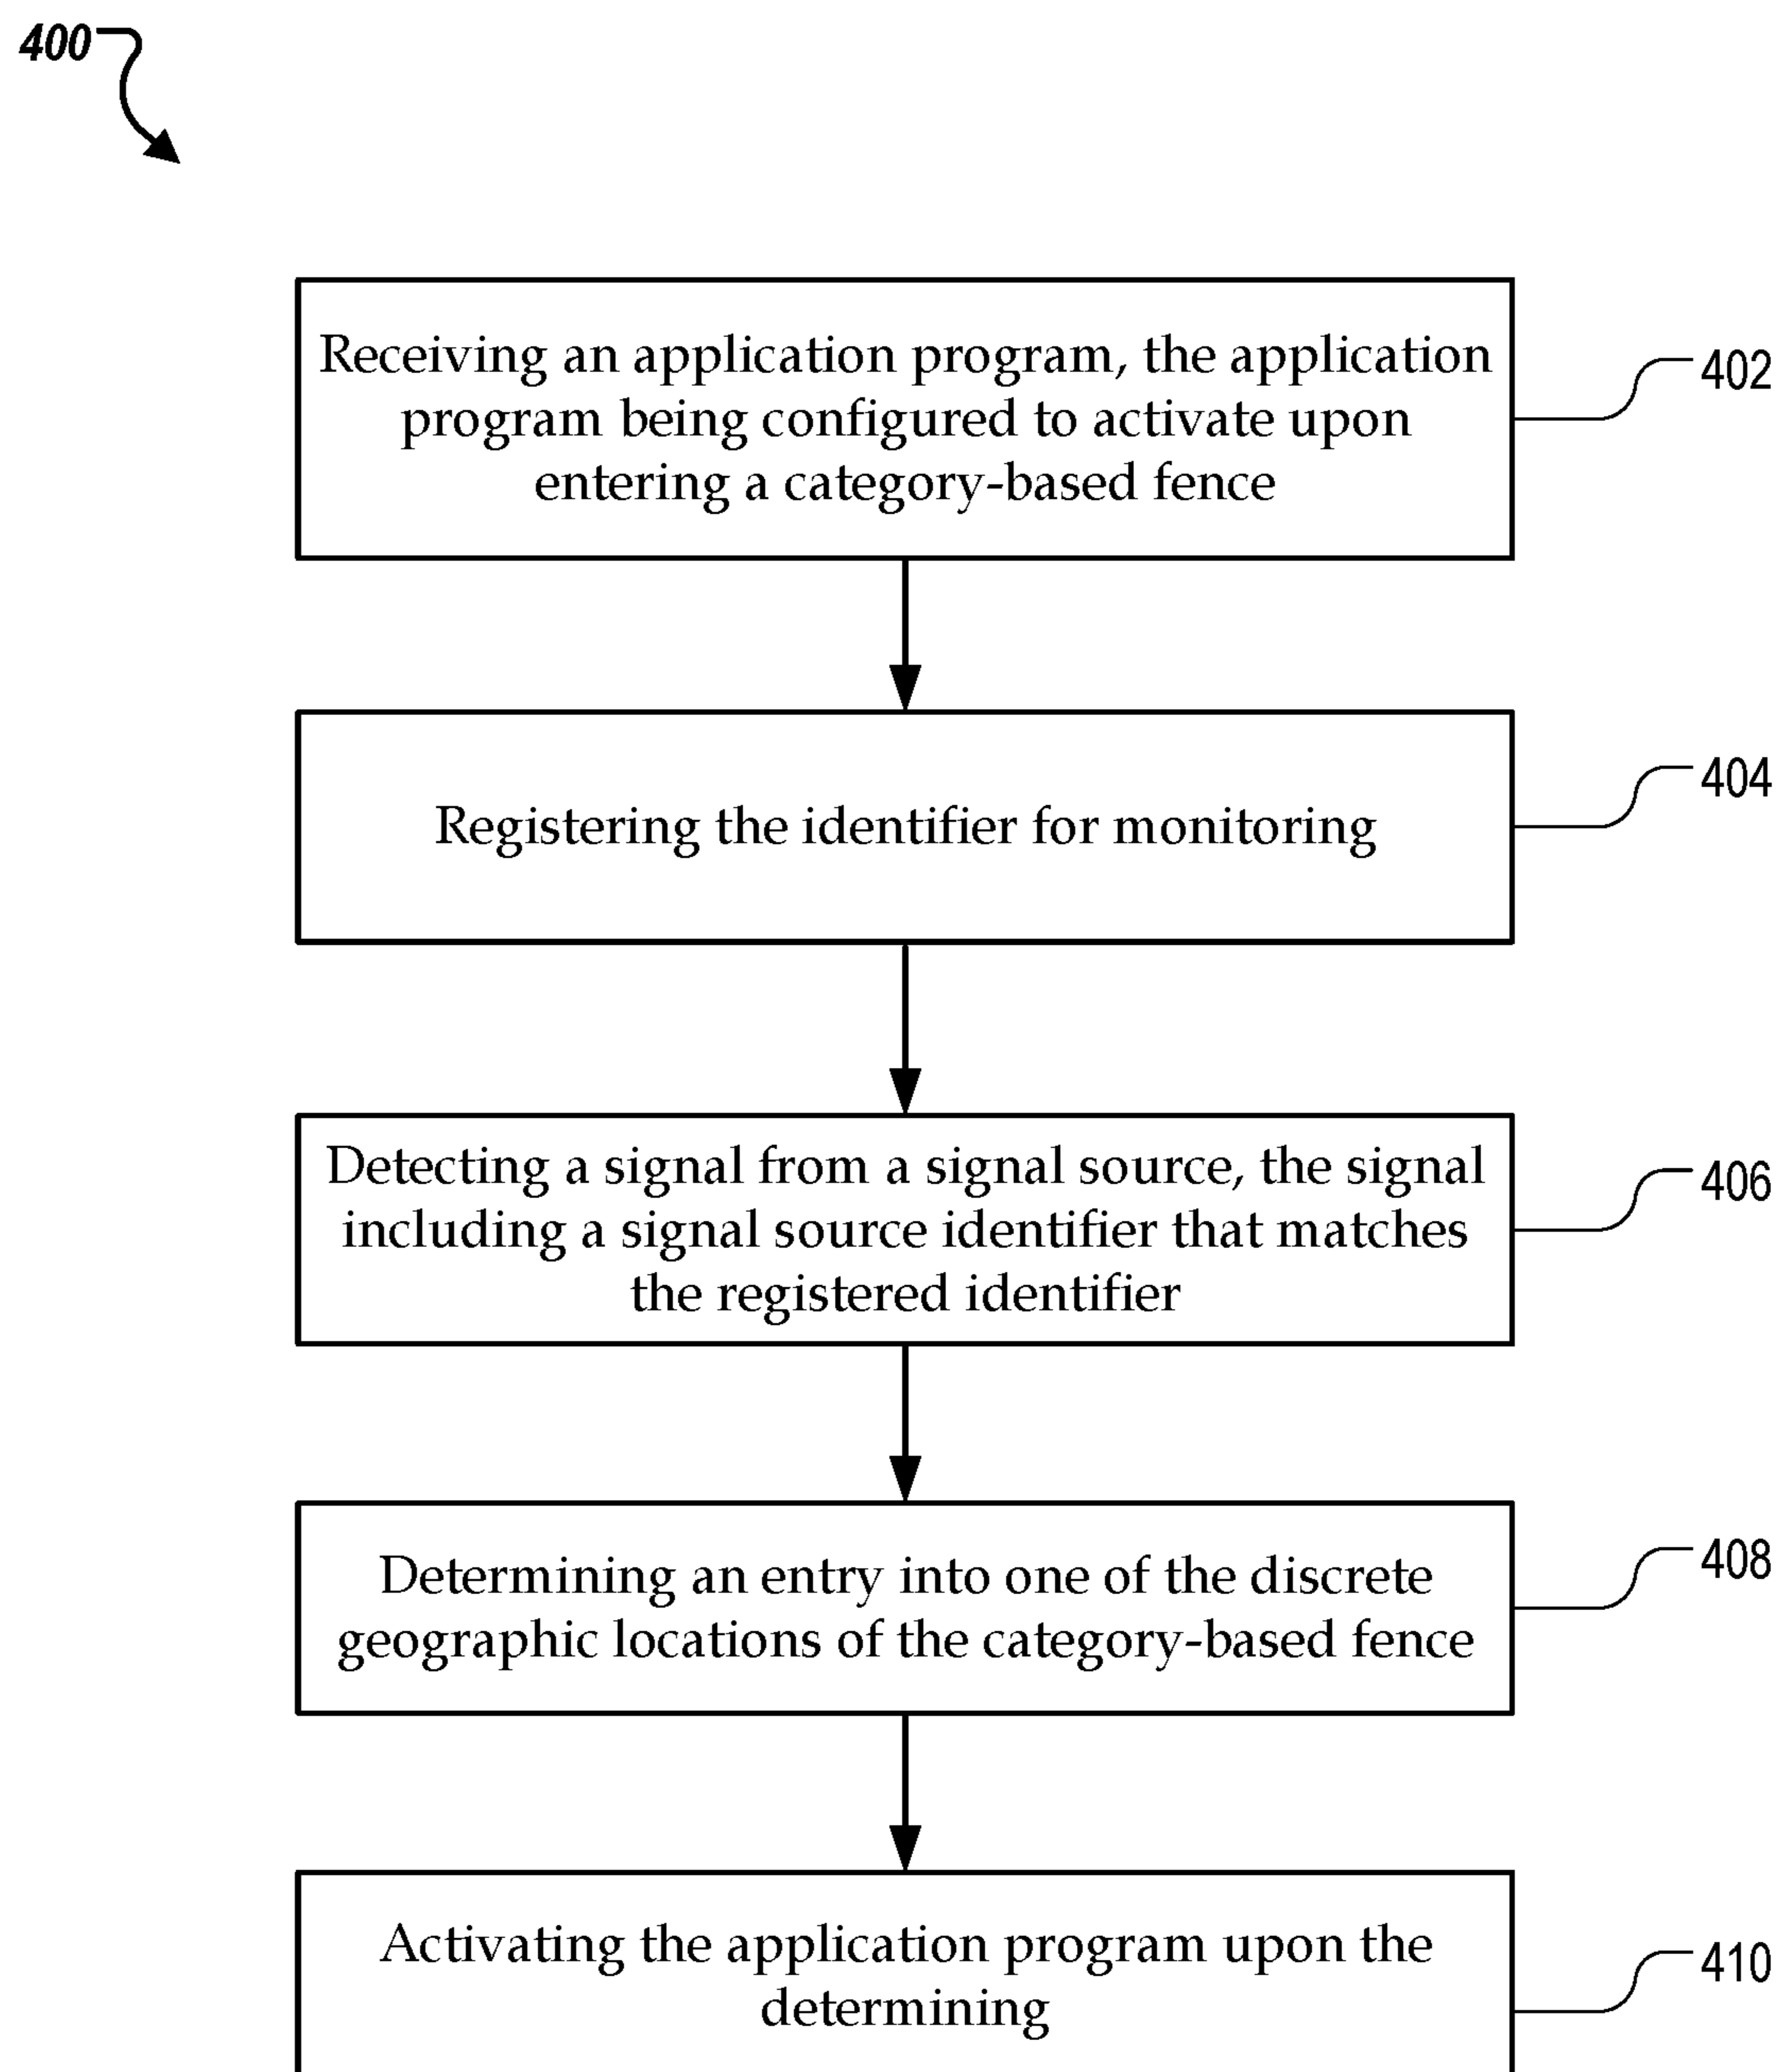 400
Receiving an application program, the application
program being configured to activate upon
entering a category-based fence
402
Registering the identifier for monitoring
404
Detecting a signal from a signal source, the signal
including a signal source identifier that matches
the registered identifier
406
Determining an entry into one of the discrete
geographic locations of the category-based fence
408
Activating the application program upon the
determining
410